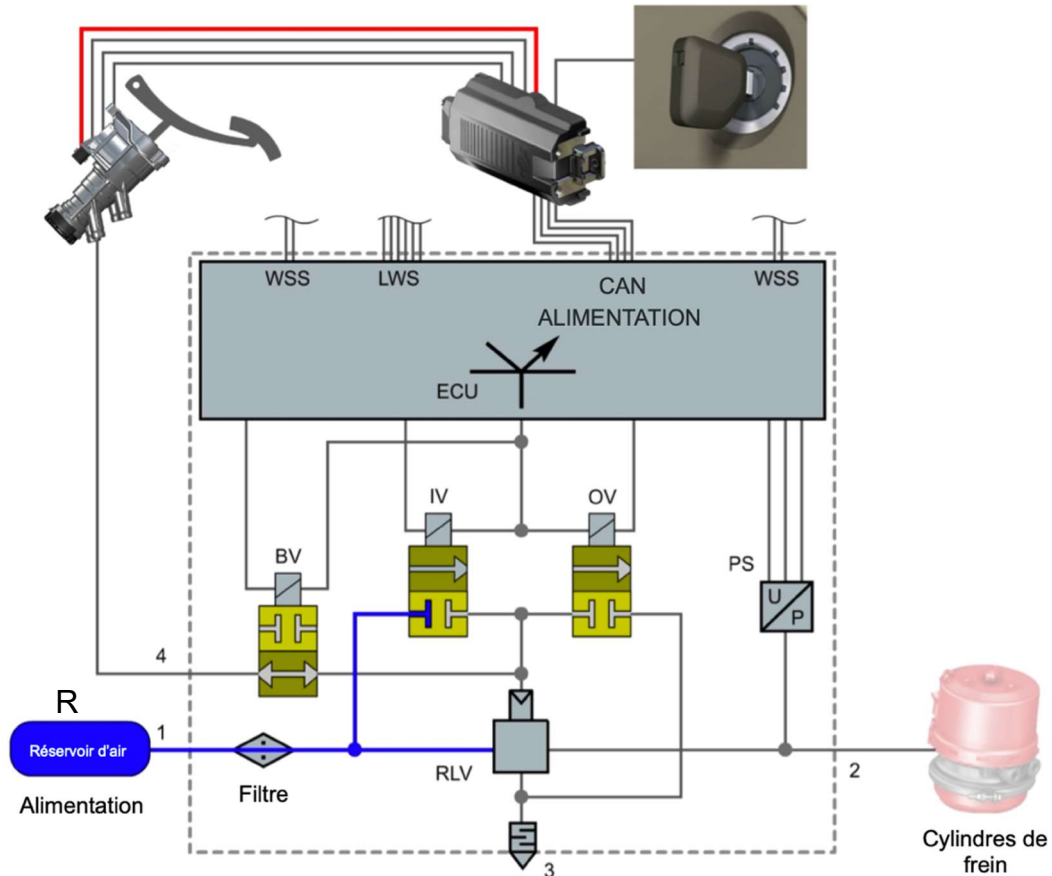 WSS
LWS
CAN
WSS
ALIMENTATION
ECU
IV
OV
BV
PS
U
P
4
R
1
Réservoir d'air
RLV
2
Alimentation
Filtre
3
Cylindres de
frein